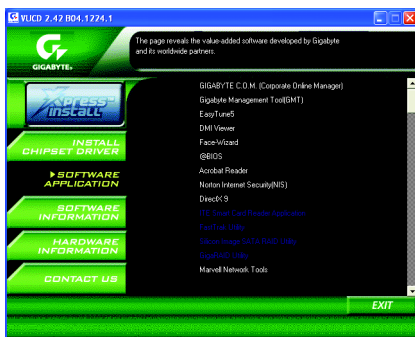 VUCD 2.42 B04.1224.1
GIGABYTE
The page reveals the value-added software developed by Gigabyte
and its worldwide partners.
Xpress™
Install
INSTALL
CHIPSET DRIVER
SOFTWARE
APPLICATION
SOFTWARE
INFORMATION
HARDWARE
INFORMATION
CONTACT US
GIGABYTE C.O.M. (Corporate Online Manager)
Gigabyte Management Tool(GMT)
EasyTune5
DMI Viewer
Face-Wizard
@BIOS
Acrobat Reader
Norton Internet Security(NIS)
DirectX 9
Utility
Utility
Marvell Network Tools
EXIT